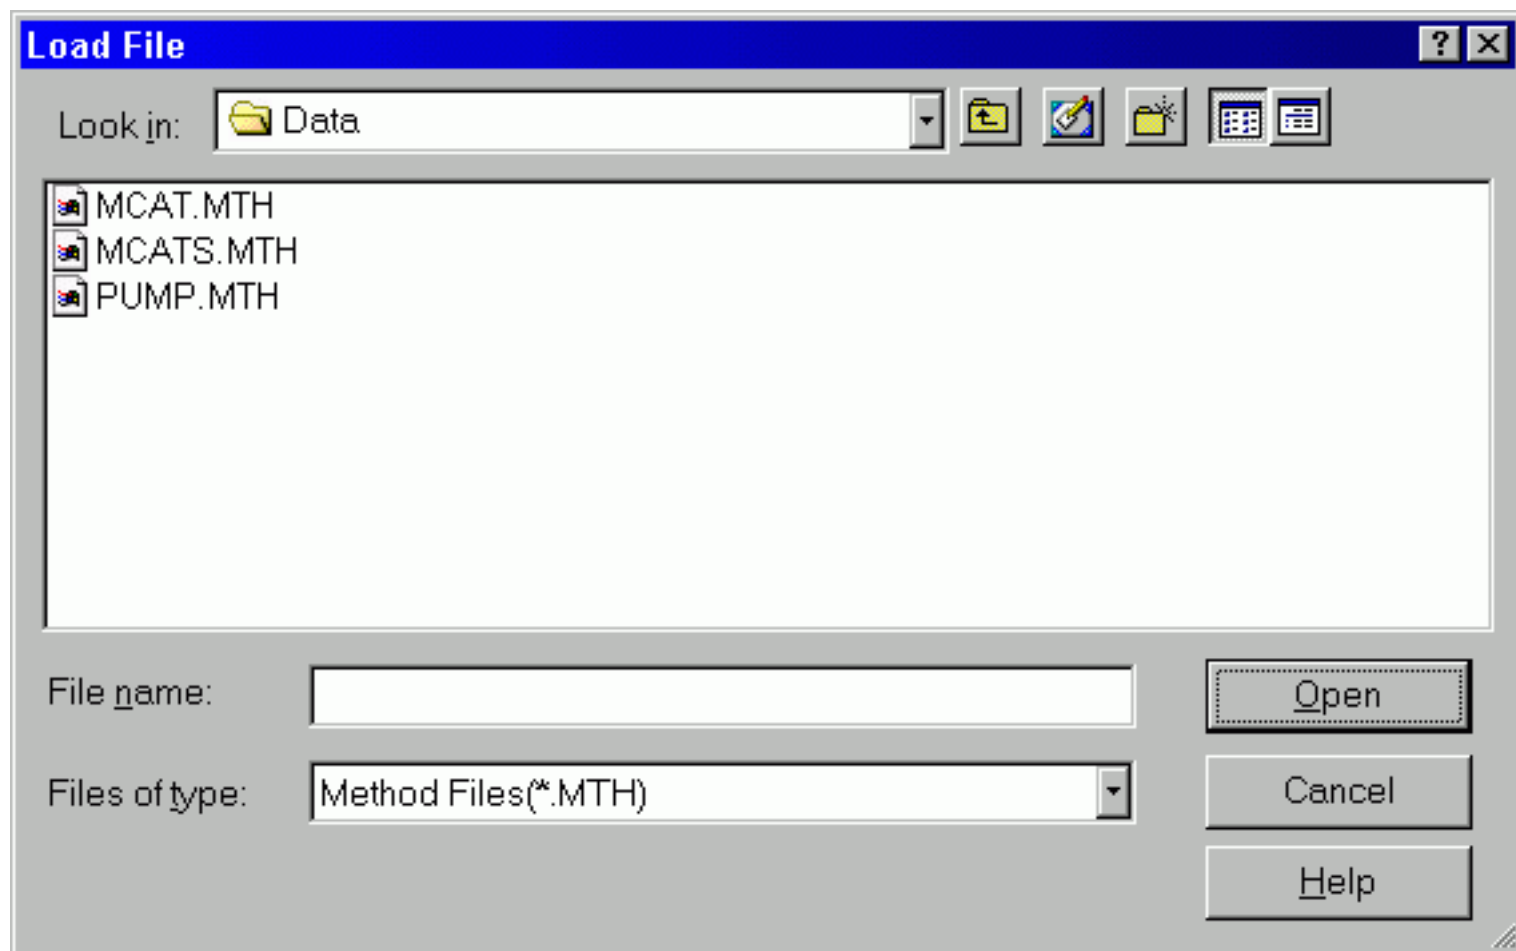 Load File
Look in: Data
MCAT.MTH
MCATS.MTH
PUMP.MTH
File name:
Open
Files of type: Method Files(*.MTH)
Cancel
Help